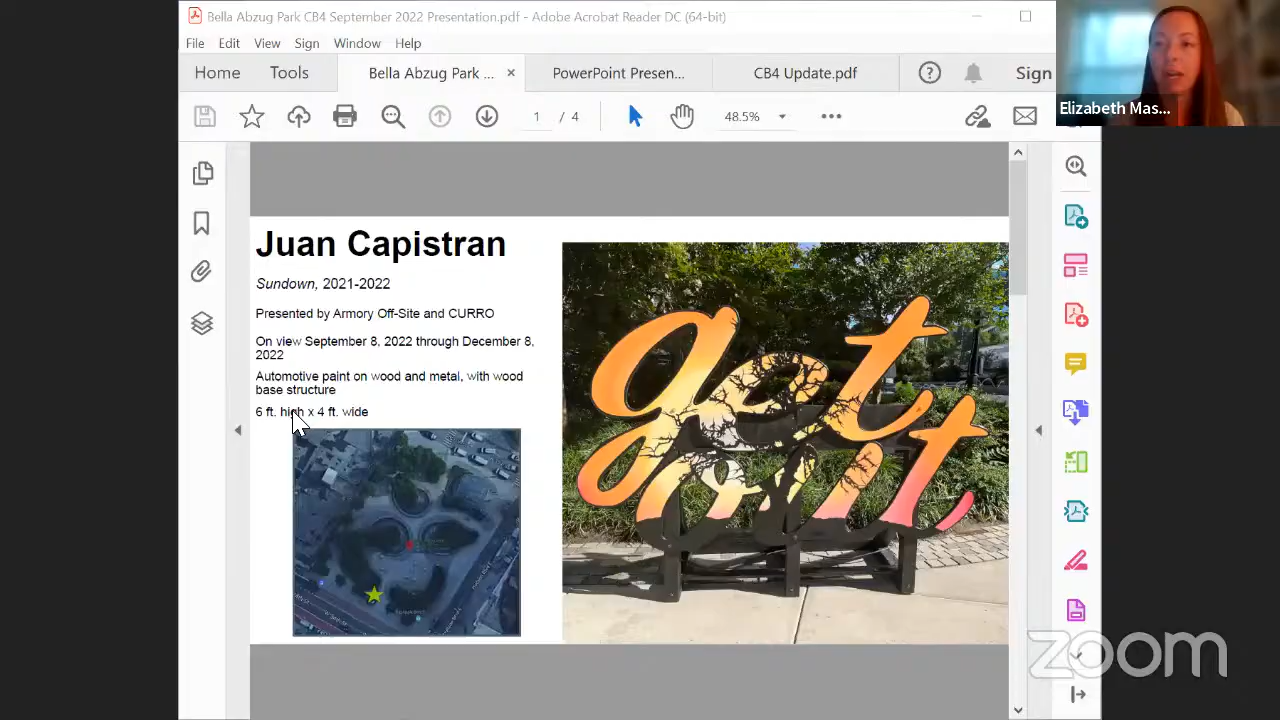 Bella Abzug Park CB4 September 2022 Presentation.pdf - Adobe Acrobat Reader DC (64-bit)
File Edit View Sign Window Help
Home Tools Bella Abzug Park ... × PowerPoint Presen... CB4 Update.pdf Sign
1 / 4 48.5%
Elizabeth Mas...
Juan Capistran
Sundown, 2021-2022
Presented by Armory Off-Site and CURRO
On view September 8, 2022 through December 8,
2022
Automotive paint on wood and metal, with wood
base structure
6 ft. high x 4 ft. wide
get
out
zoom